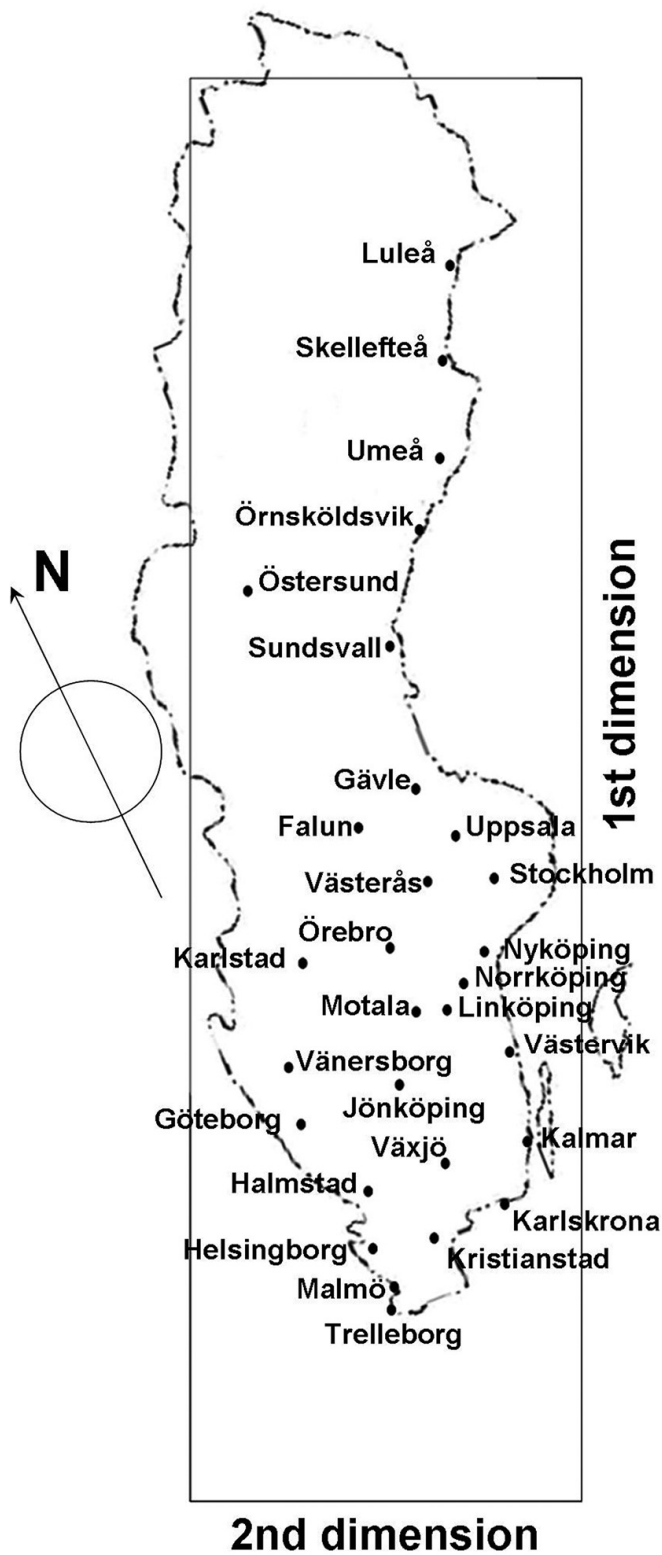 Luleå
Skellefteå
Umeå
Örnsköldsvik
N
Östersund
Sundsvall
1st dimension
Gävle
Falun
Uppsala
Västerås
Stockholm
Örebro
Karlstad
Nyköping
Norrköping
Motala
Linköping
Västervik
Vänersborg
Jönköping
Göteborg
Växjö
Kalmar
Halmstad
Karlskrona
Helsingborg
Kristianstad
Malmö
Trelleborg
2nd dimension